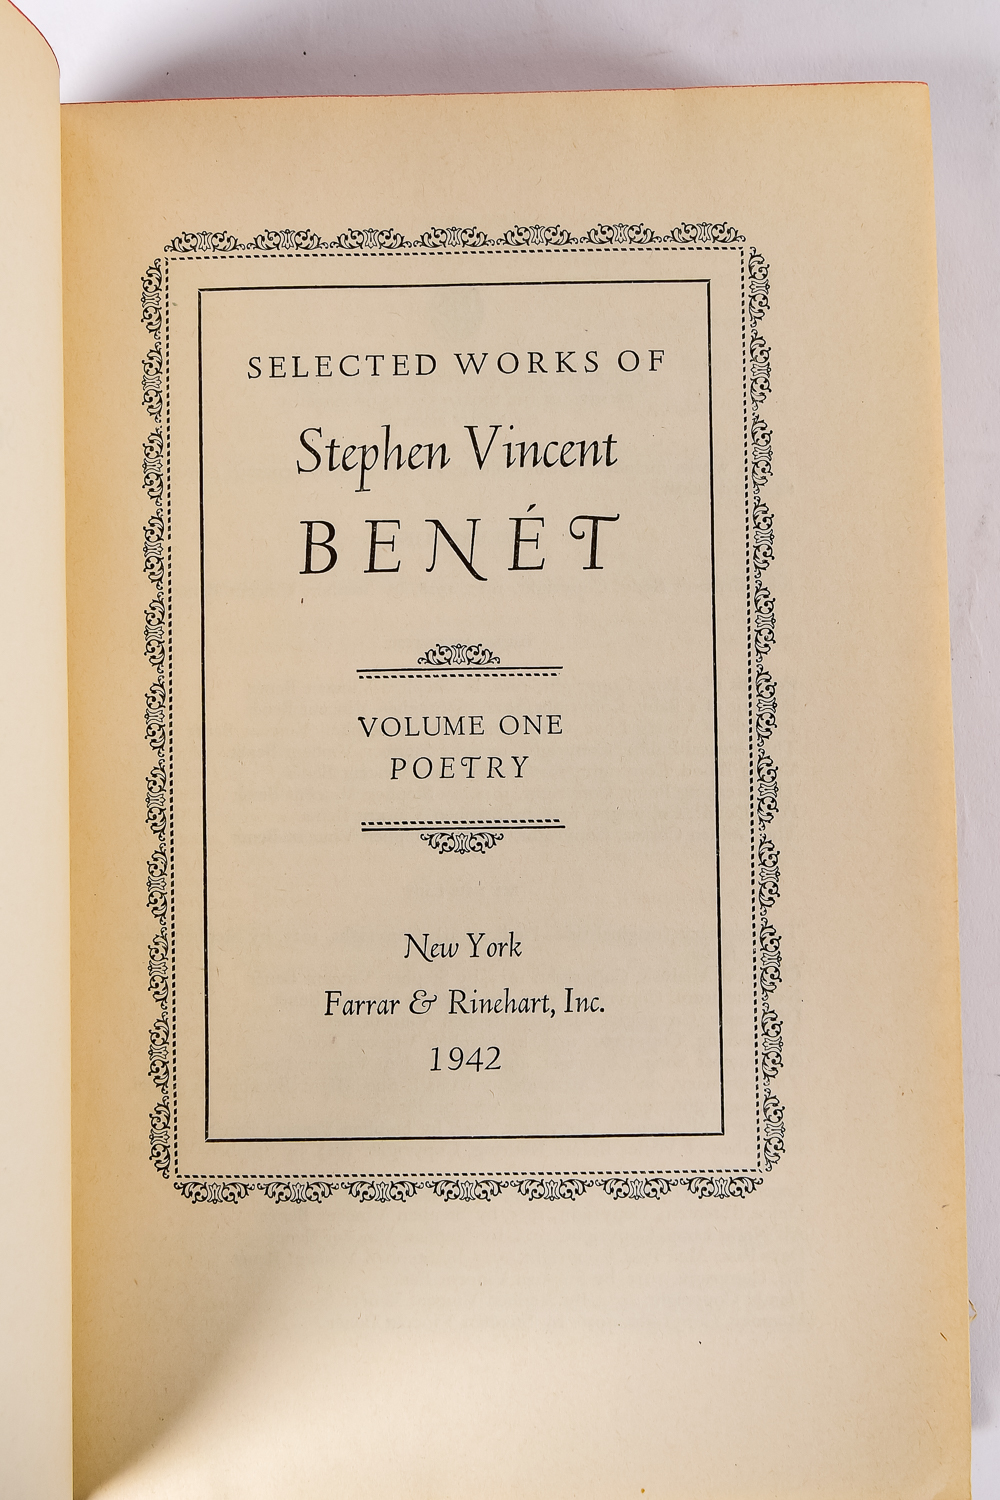 SELECTED WORKS OF
Stephen Vincent
BENÉT
VOLUME ONE
POETRY
New York
Farrar & Rinehart, Inc.
1942